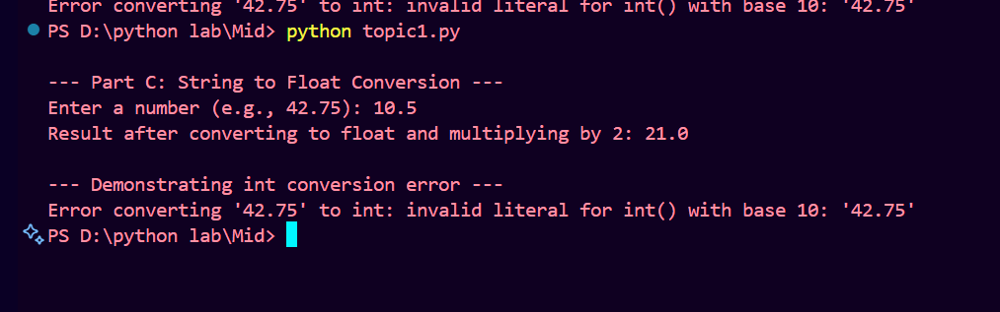 Error converting '42.75' to int: invalid literal for int() with base 10: '42.75'
PS D:\python lab\Mid> python topic1.py
--- Part C: String to Float Conversion ---
Enter a number (e.g., 42.75): 10.5
Result after converting to float and multiplying by 2: 21.0
--- Demonstrating int conversion error ---
Error converting '42.75' to int: invalid literal for int() with base 10: '42.75'
PS D:\python lab\Mid>